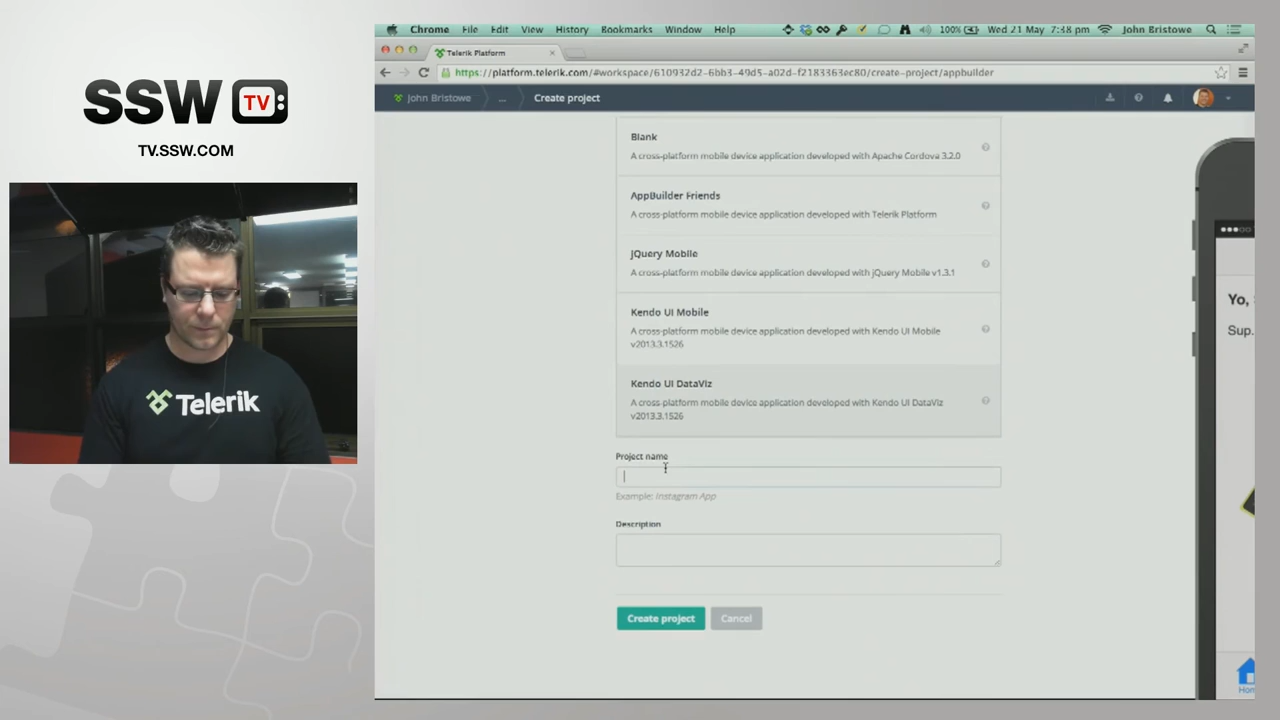 SSW TV
TV.SSW.COM
Telerik
Chrome File Edit View History Bookmarks Window Help 100% Wed 21 May 7:38 pm John Bristowe
Telerik Platform
https://platform.telerik.com/#workspace/610932d2-6bb3-49d5-a02d-f2183363ec80/create-project/appbuilder
John Bristowe ... Create project
Blank
A cross-platform mobile device application developed with Apache Cordova 3.2.0
AppBuilder Friends
A cross-platform mobile device application developed with Telerik Platform
jQuery Mobile
A cross-platform mobile device application developed with jQuery Mobile v1.3.1
Kendo UI Mobile
A cross-platform mobile device application developed with Kendo UI Mobile
v2013.3.1526
Kendo UI DataViz
A cross-platform mobile device application developed with Kendo UI DataViz
v2013.3.1526
Project name
Example: Instagram App
Description
Create project Cancel
Yo,
Sup.
Hom